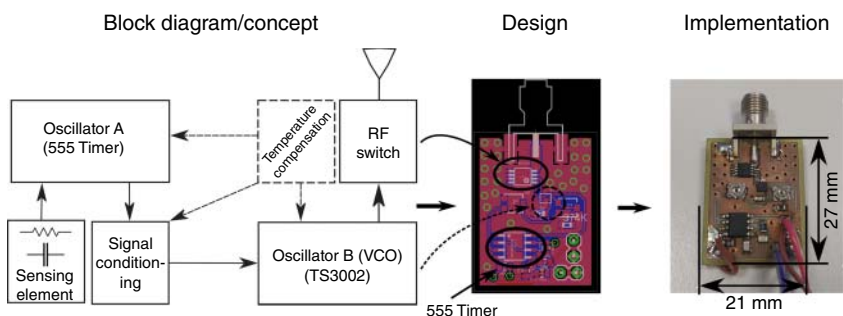 Block diagram/concept
Design
Implementation
Oscillator A
(555 Timer)
Temperature
compensation
RF
switch
Sensing
element
Signal
condition-
ing
Oscillator B (VCO)
(TS3002)
555 Timer
27 mm
21 mm